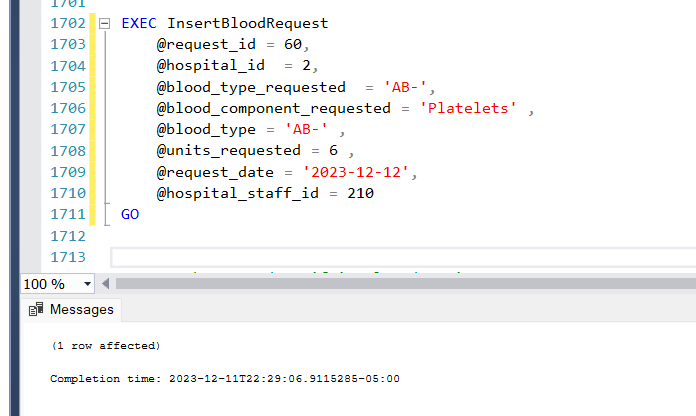 1701
1702 EXEC InsertBloodRequest
1703 @request_id = 60,
1704 @hospital_id  = 2,
1705 @blood_type_requested  = 'AB-',
1706 @blood_component_requested = 'Platelets' ,
1707 @blood_type = 'AB-' ,
1708 @units_requested = 6 ,
1709 @request_date = '2023-12-12',
1710 @hospital_staff_id = 210
1711 GO
1712
1713
100 %
Messages
(1 row affected)
Completion time: 2023-12-11T22:29:06.9115285-05:00